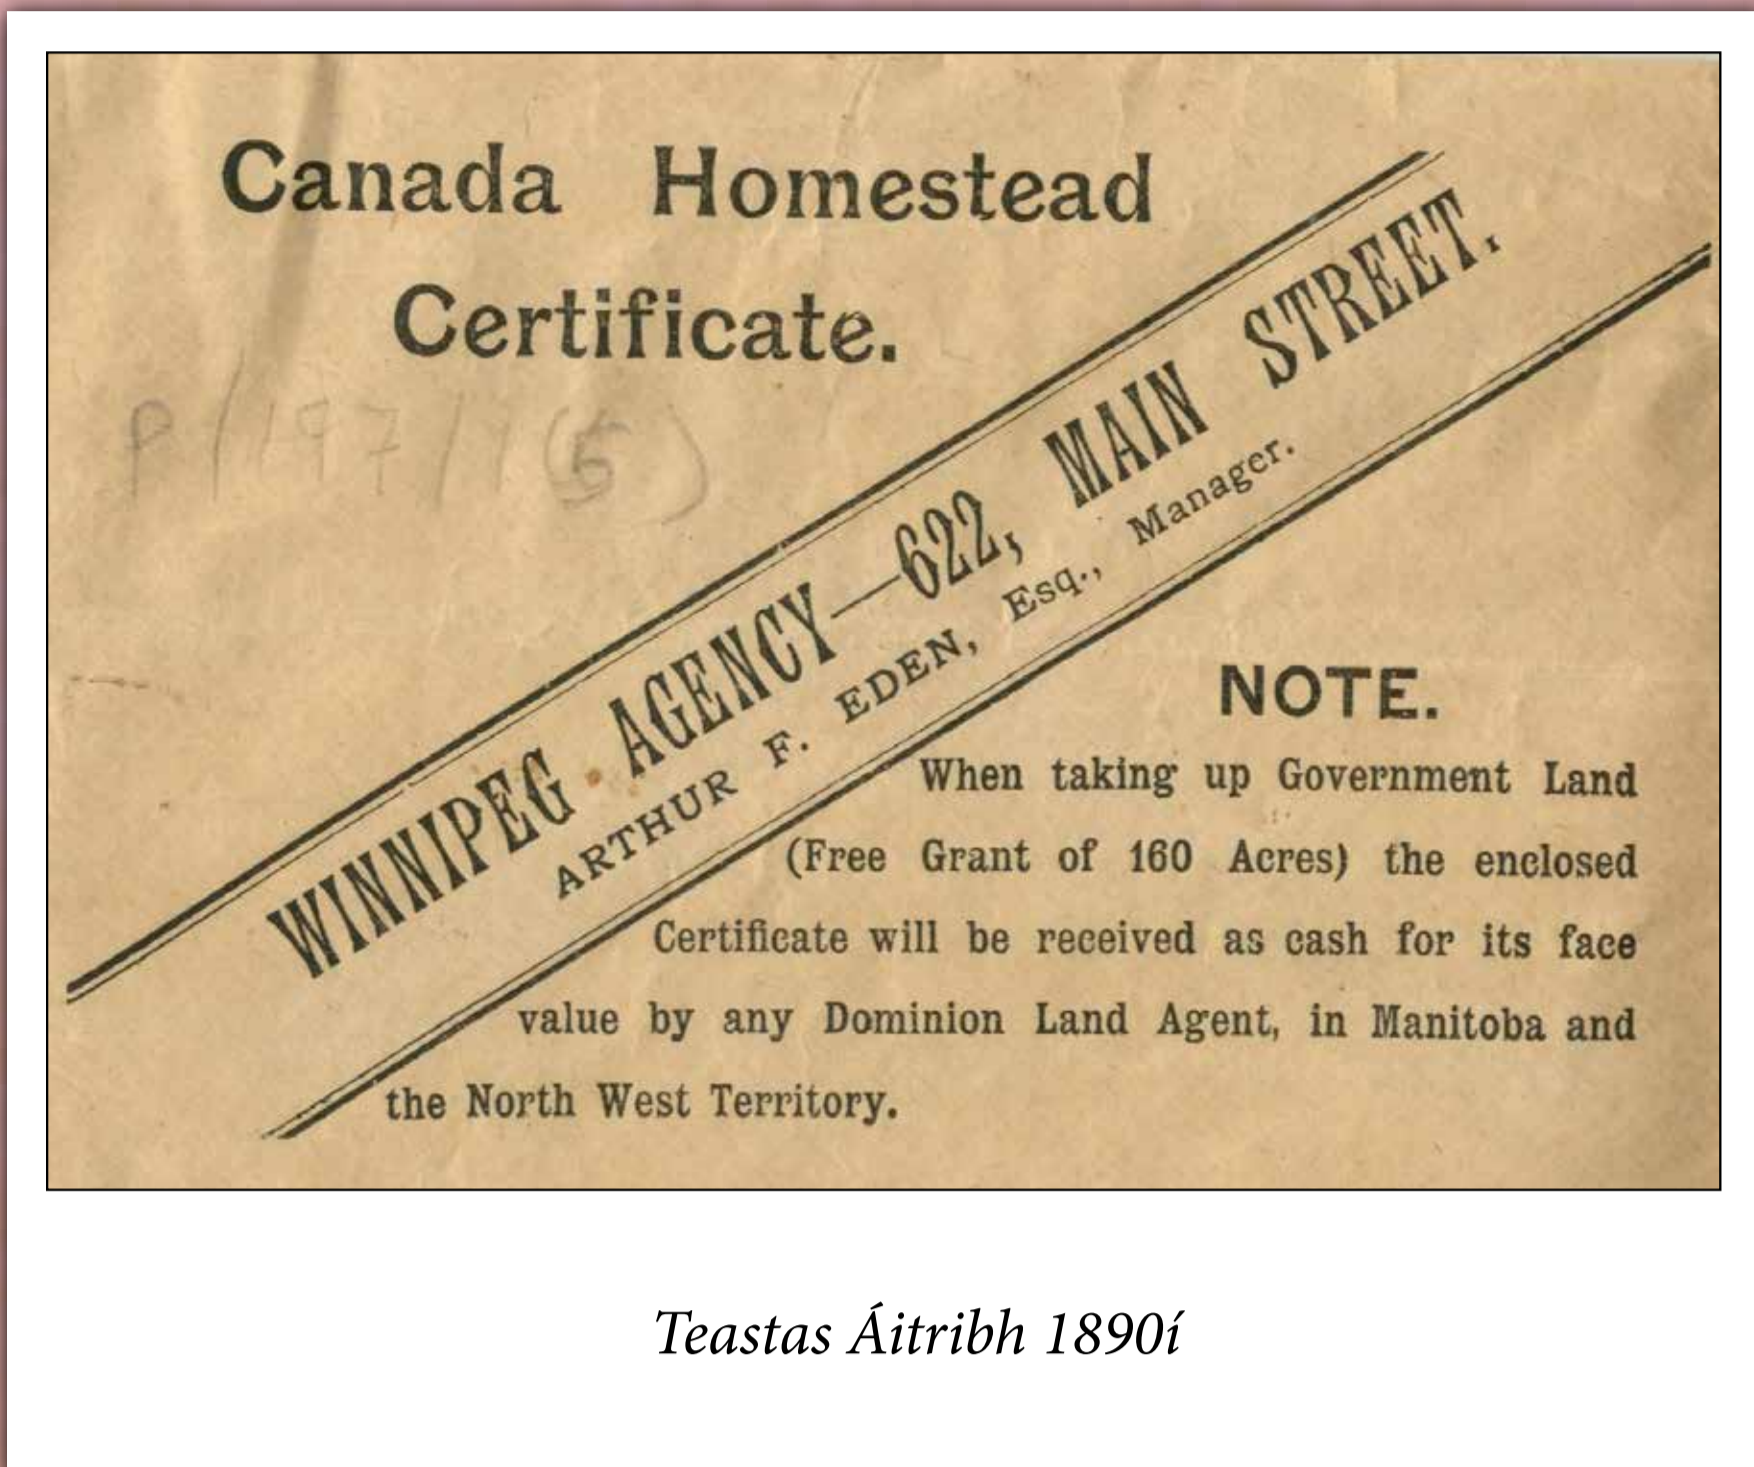 Canada Homestead
Certificate.
P/197/1(5)
WINNIPEG AGENCY—622, MAIN STREET.
ARTHUR F. EDEN, Esq., Manager.
NOTE.
When taking up Government Land
(Free Grant of 160 Acres) the enclosed
Certificate will be received as cash for its face
value by any Dominion Land Agent, in Manitoba and
the North West Territory.
Teastas Áitribh 1890í